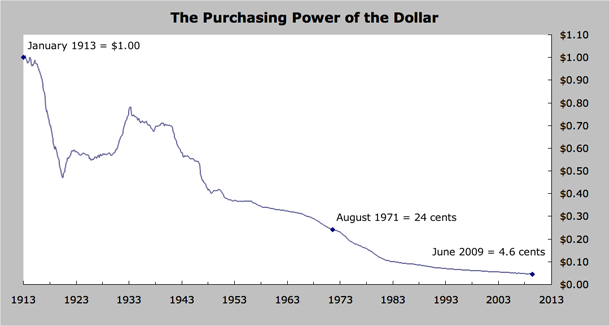 The Purchasing Power of the Dollar
January 1913 = $1.00
August 1971 = 24 cents
June 2009 = 4.6 cents
$1.10
$1.00
$0.90
$0.80
$0.70
$0.60
$0.50
$0.40
$0.30
$0.20
$0.10
$0.00
1913 1923 1933 1943 1953 1963 1973 1983 1993 2003 2013